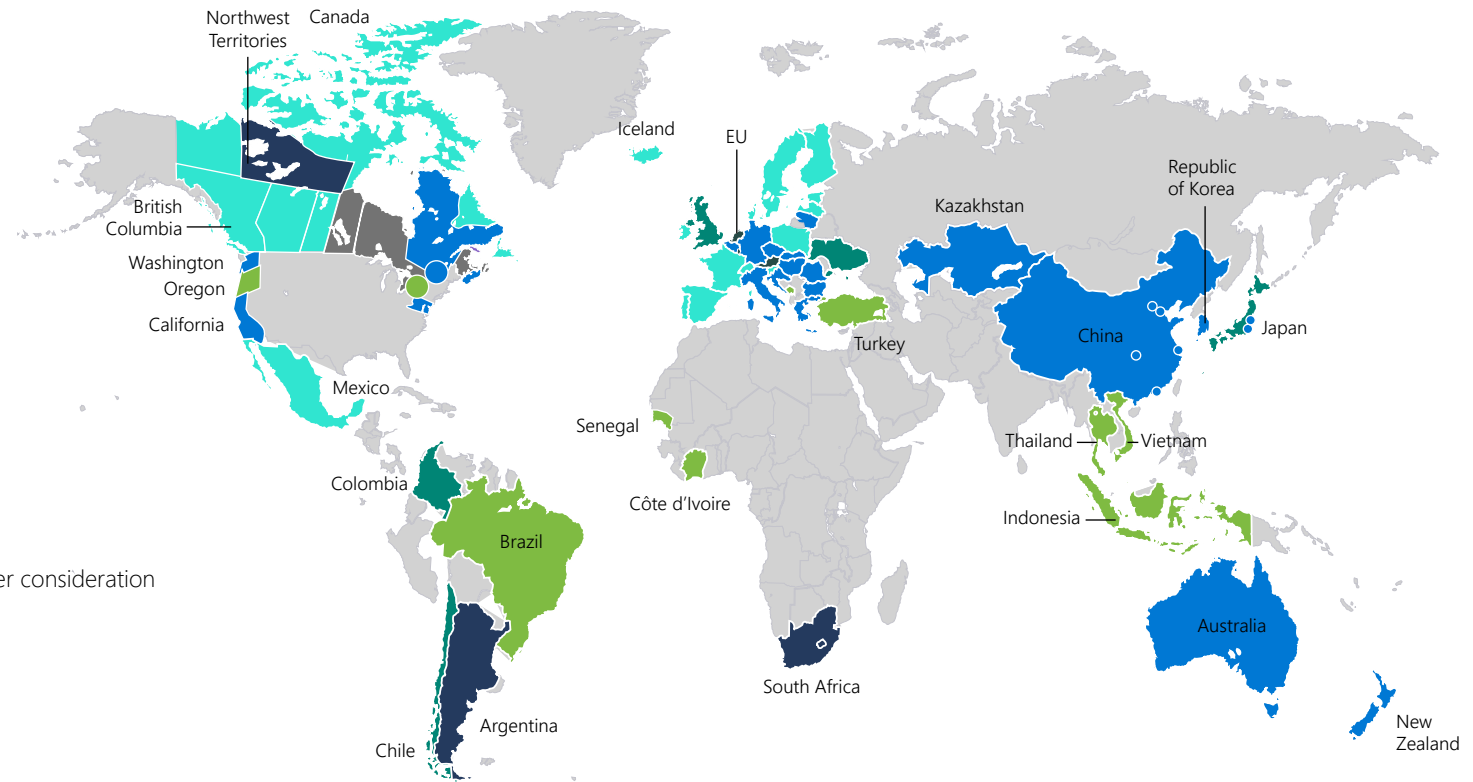 Northwest
Territories
Canada
Iceland
EU
Republic
of Korea
British
Columbia
Kazakhstan
Washington
Oregon
California
China
Japan
Turkey
Mexico
Senegal
Thailand
Vietnam
Colombia
Côte d’Ivoire
Indonesia
Brazil
er consideration
Australia
South Africa
Argentina
New
Zealand
Chile